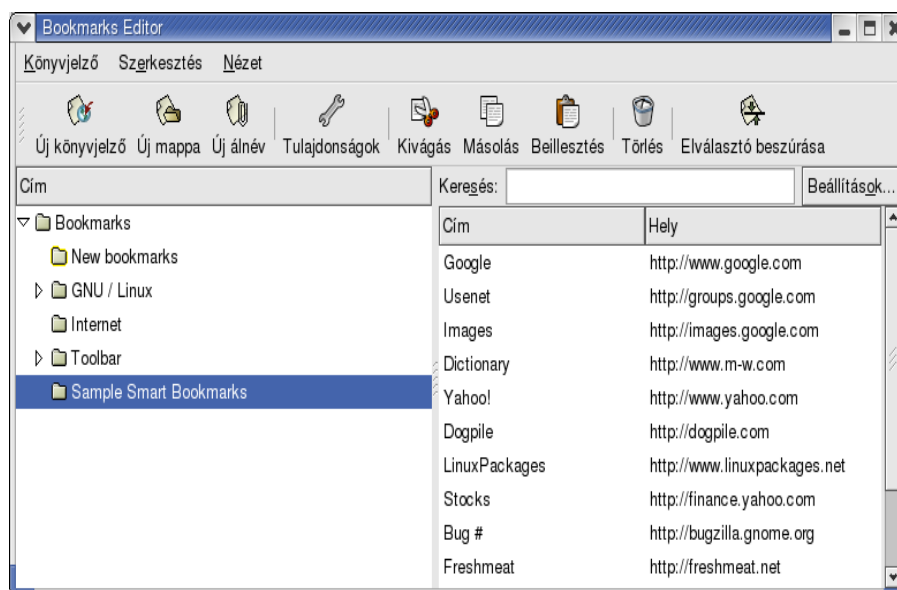 Bookmarks Editor
Könyvjelző Szerkesztés Nézet
Új könyvjelző Új mappa Új álnév Tulajdonságok Kivágás Másolás Beillesztés Törlés Elválasztó beszúrása
Cím
Keresés: Beállítások...
Bookmarks
New bookmarks
GNU / Linux
Internet
Toolbar
Sample Smart Bookmarks
Cím Hely
Google http://www.google.com
Usenet http://groups.google.com
Images http://images.google.com
Dictionary http://www.m-w.com
Yahoo! http://www.yahoo.com
Dogpile http://dogpile.com
LinuxPackages http://www.linuxpackages.net
Stocks http://finance.yahoo.com
Bug # http://bugzilla.gnome.org
Freshmeat http://freshmeat.net